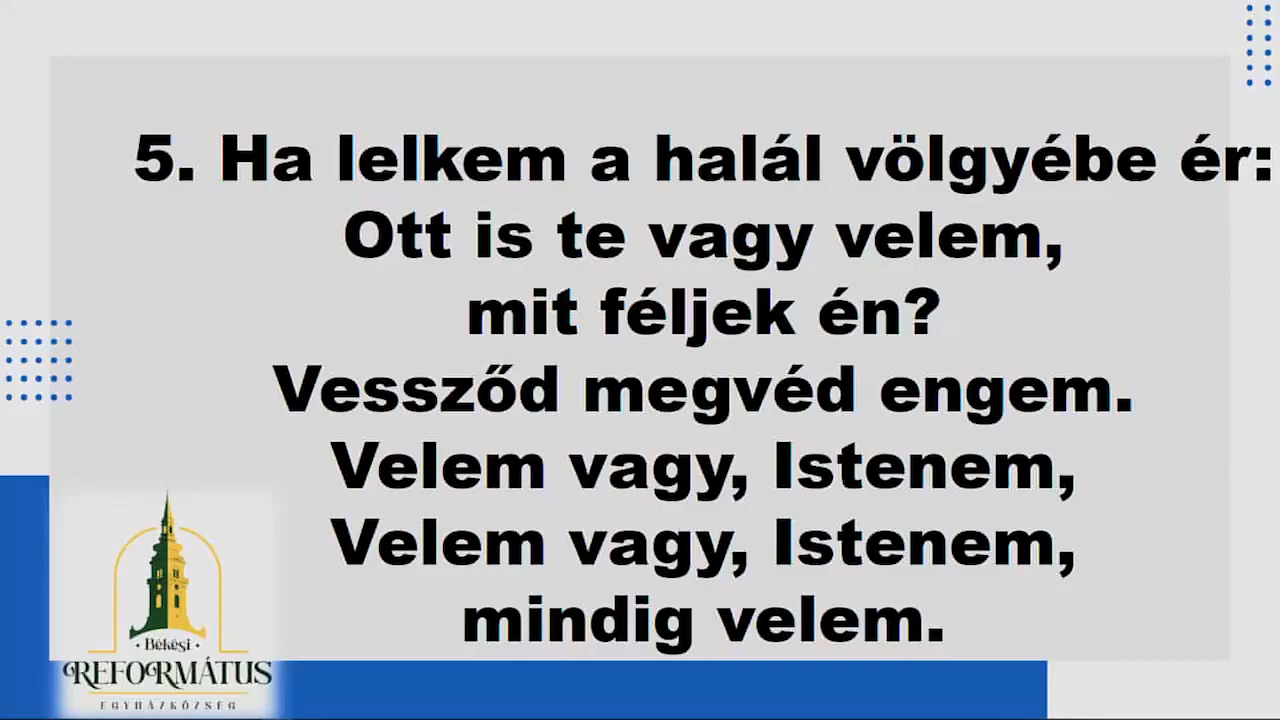 5. Ha lelkem a halál völgyébe ér:
Ott is te vagy velem,
mit féljek én?
Vessződ megvéd engem.
Velem vagy, Istenem,
Velem vagy, Istenem,
mindig velem.
• Békési •
REFORMÁTUS
EGYHÁZKÖZSÉG